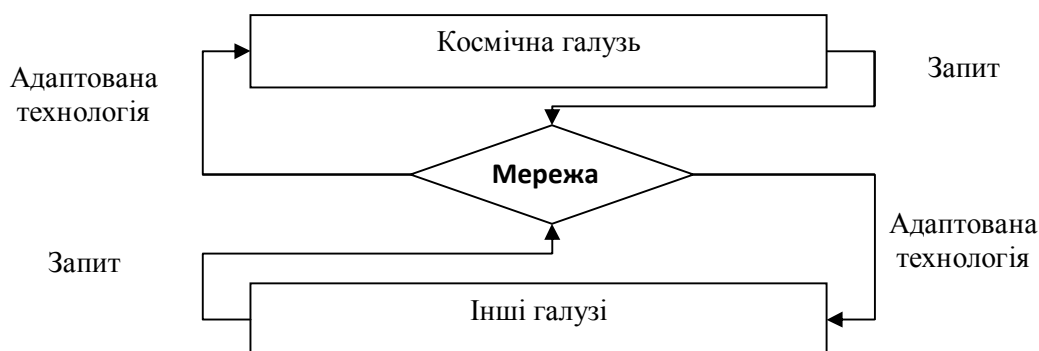 Космічна галузь
Адаптована
технологія
Запит
Мережа
Адаптована
технологія
Запит
Інші галузі